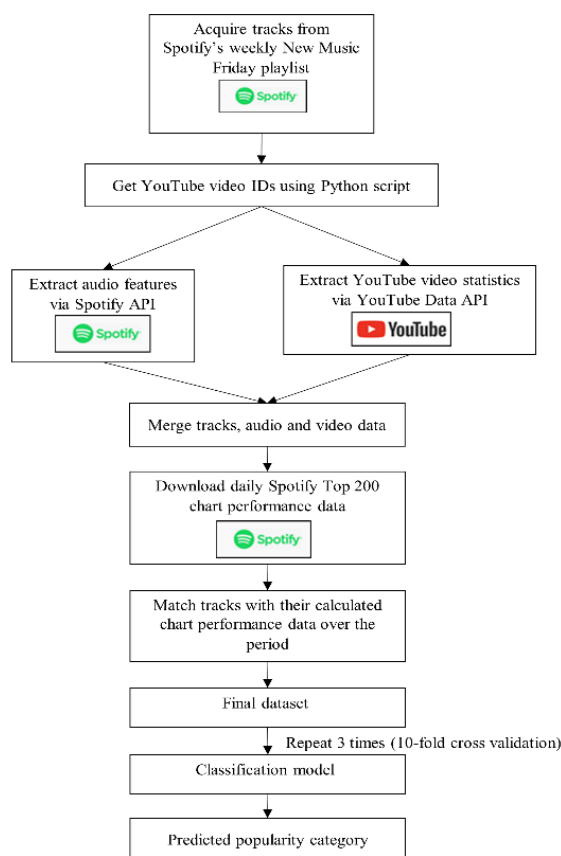 Acquire tracks from
Spotify's weekly New Music
Friday playlist
Spotify
Get YouTube video IDs using Python script
Extract audio features
via Spotify API
Spotify
Extract YouTube video statistics
via YouTube Data API
YouTube
Merge tracks, audio and video data
Download daily Spotify Top 200
chart performance data
Spotify
Match tracks with their calculated
chart performance data over the
period
Final dataset
Repeat 3 times (10-fold cross validation)
Classification model
Predicted popularity category